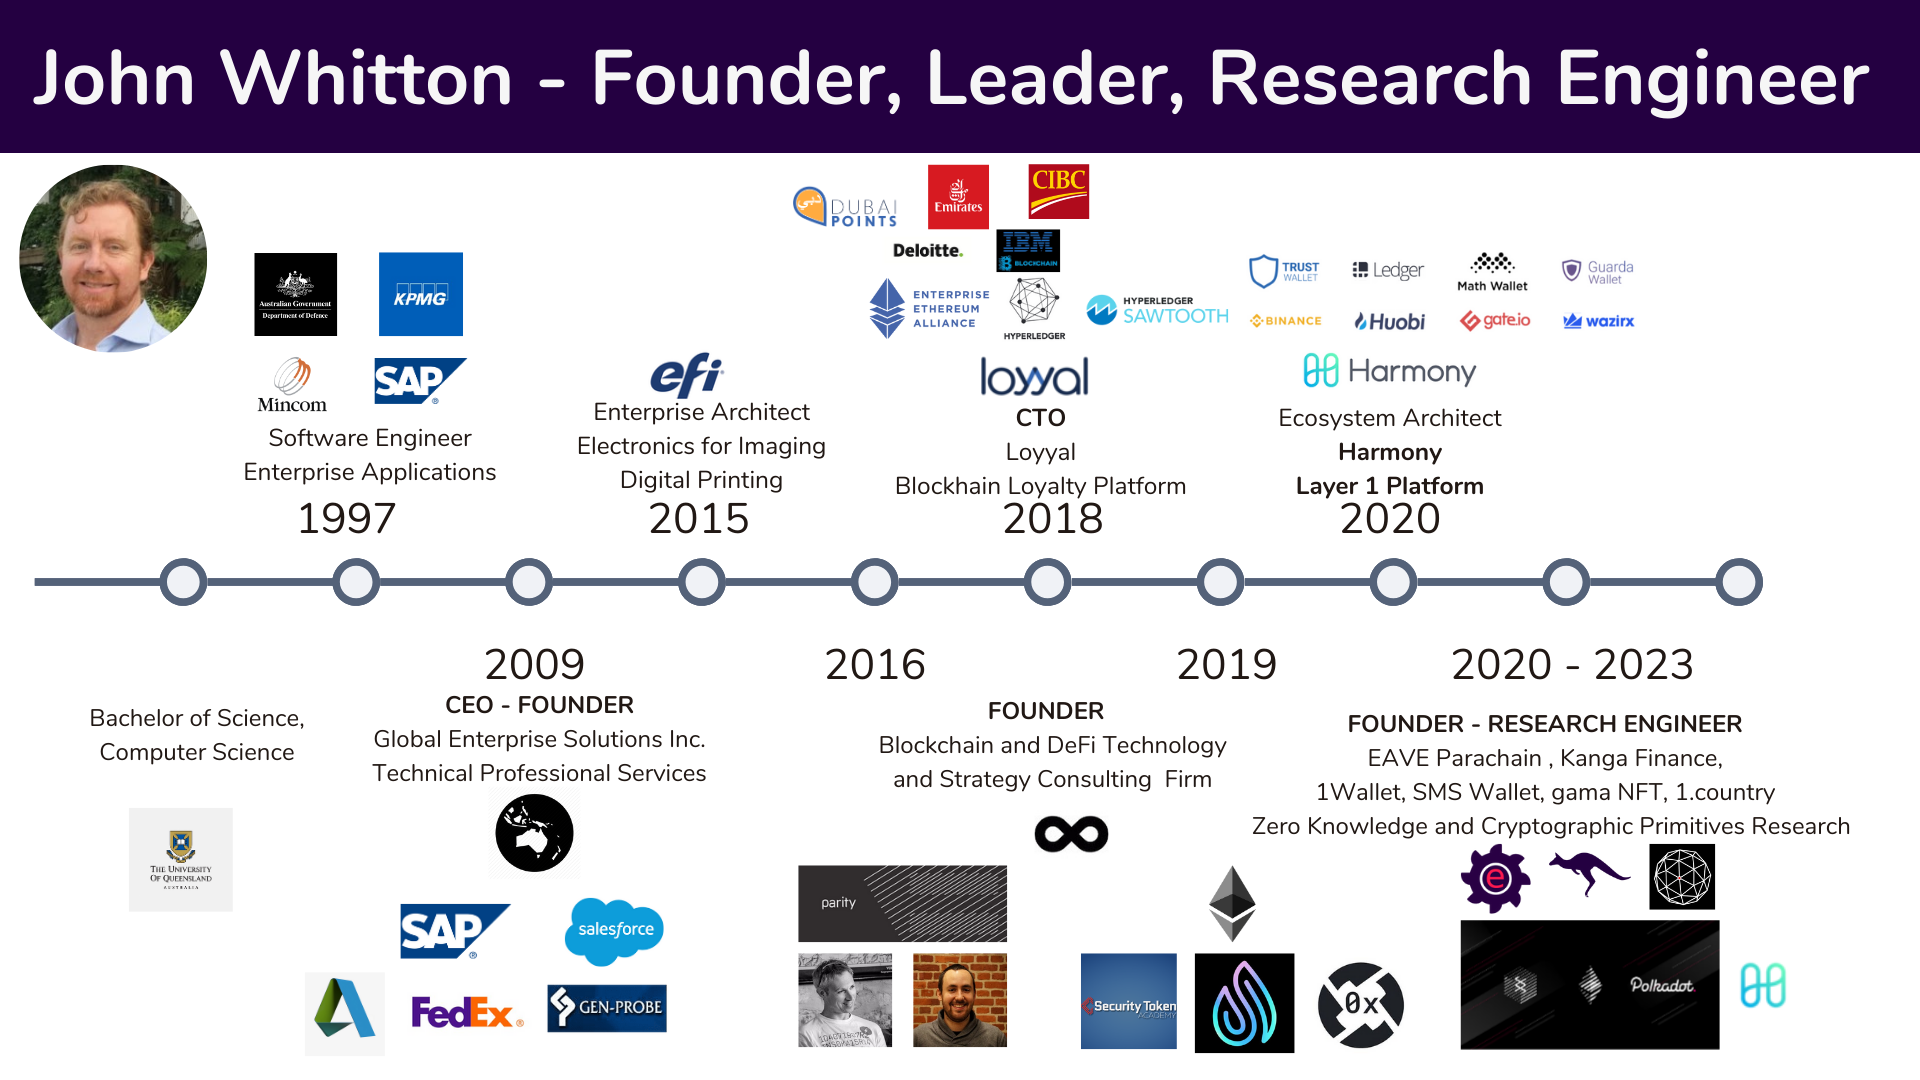 John Whitton - Founder, Leader, Research Engineer
DUBAI
POINTS
Emirates
CIBC
Deloitte.
IBM
BLOCKCHAIN
Australian Government
Department of Defence
KPMG
ENTERPRISE
ETHEREUM
ALLIANCE
HYPERLEDGER
HYPERLEDGER
SAWTOOTH
TRUST
WALLET
Ledger
Math Wallet
Guarda
Wallet
BINANCE
Huobi
gate.io
wazirx
Mincom
SAP®
efi
loyyal
Harmony
Software Engineer
Enterprise Applications
1997
Enterprise Architect
Electronics for Imaging
Digital Printing
2015
CTO
Loyyal
Blockhain Loyalty Platform
2018
Ecosystem Architect
Harmony
Layer 1 Platform
2020
Bachelor of Science,
Computer Science
THE UNIVERSITY
OF QUEENSLAND
AUSTRALIA
2009
CEO - FOUNDER
Global Enterprise Solutions Inc.
Technical Professional Services
SAP®
salesforce
FedEx®
GEN-PROBE
2016
parity
2019
FOUNDER
Blockchain and DeFi Technology
and Strategy Consulting  Firm
Security Token
ACADEMY
0x
2020 - 2023
FOUNDER - RESEARCH ENGINEER
EAVE Parachain , Kanga Finance,
1Wallet, SMS Wallet, gama NFT, 1.country
Zero Knowledge and Cryptographic Primitives Research
e
Polkadot.